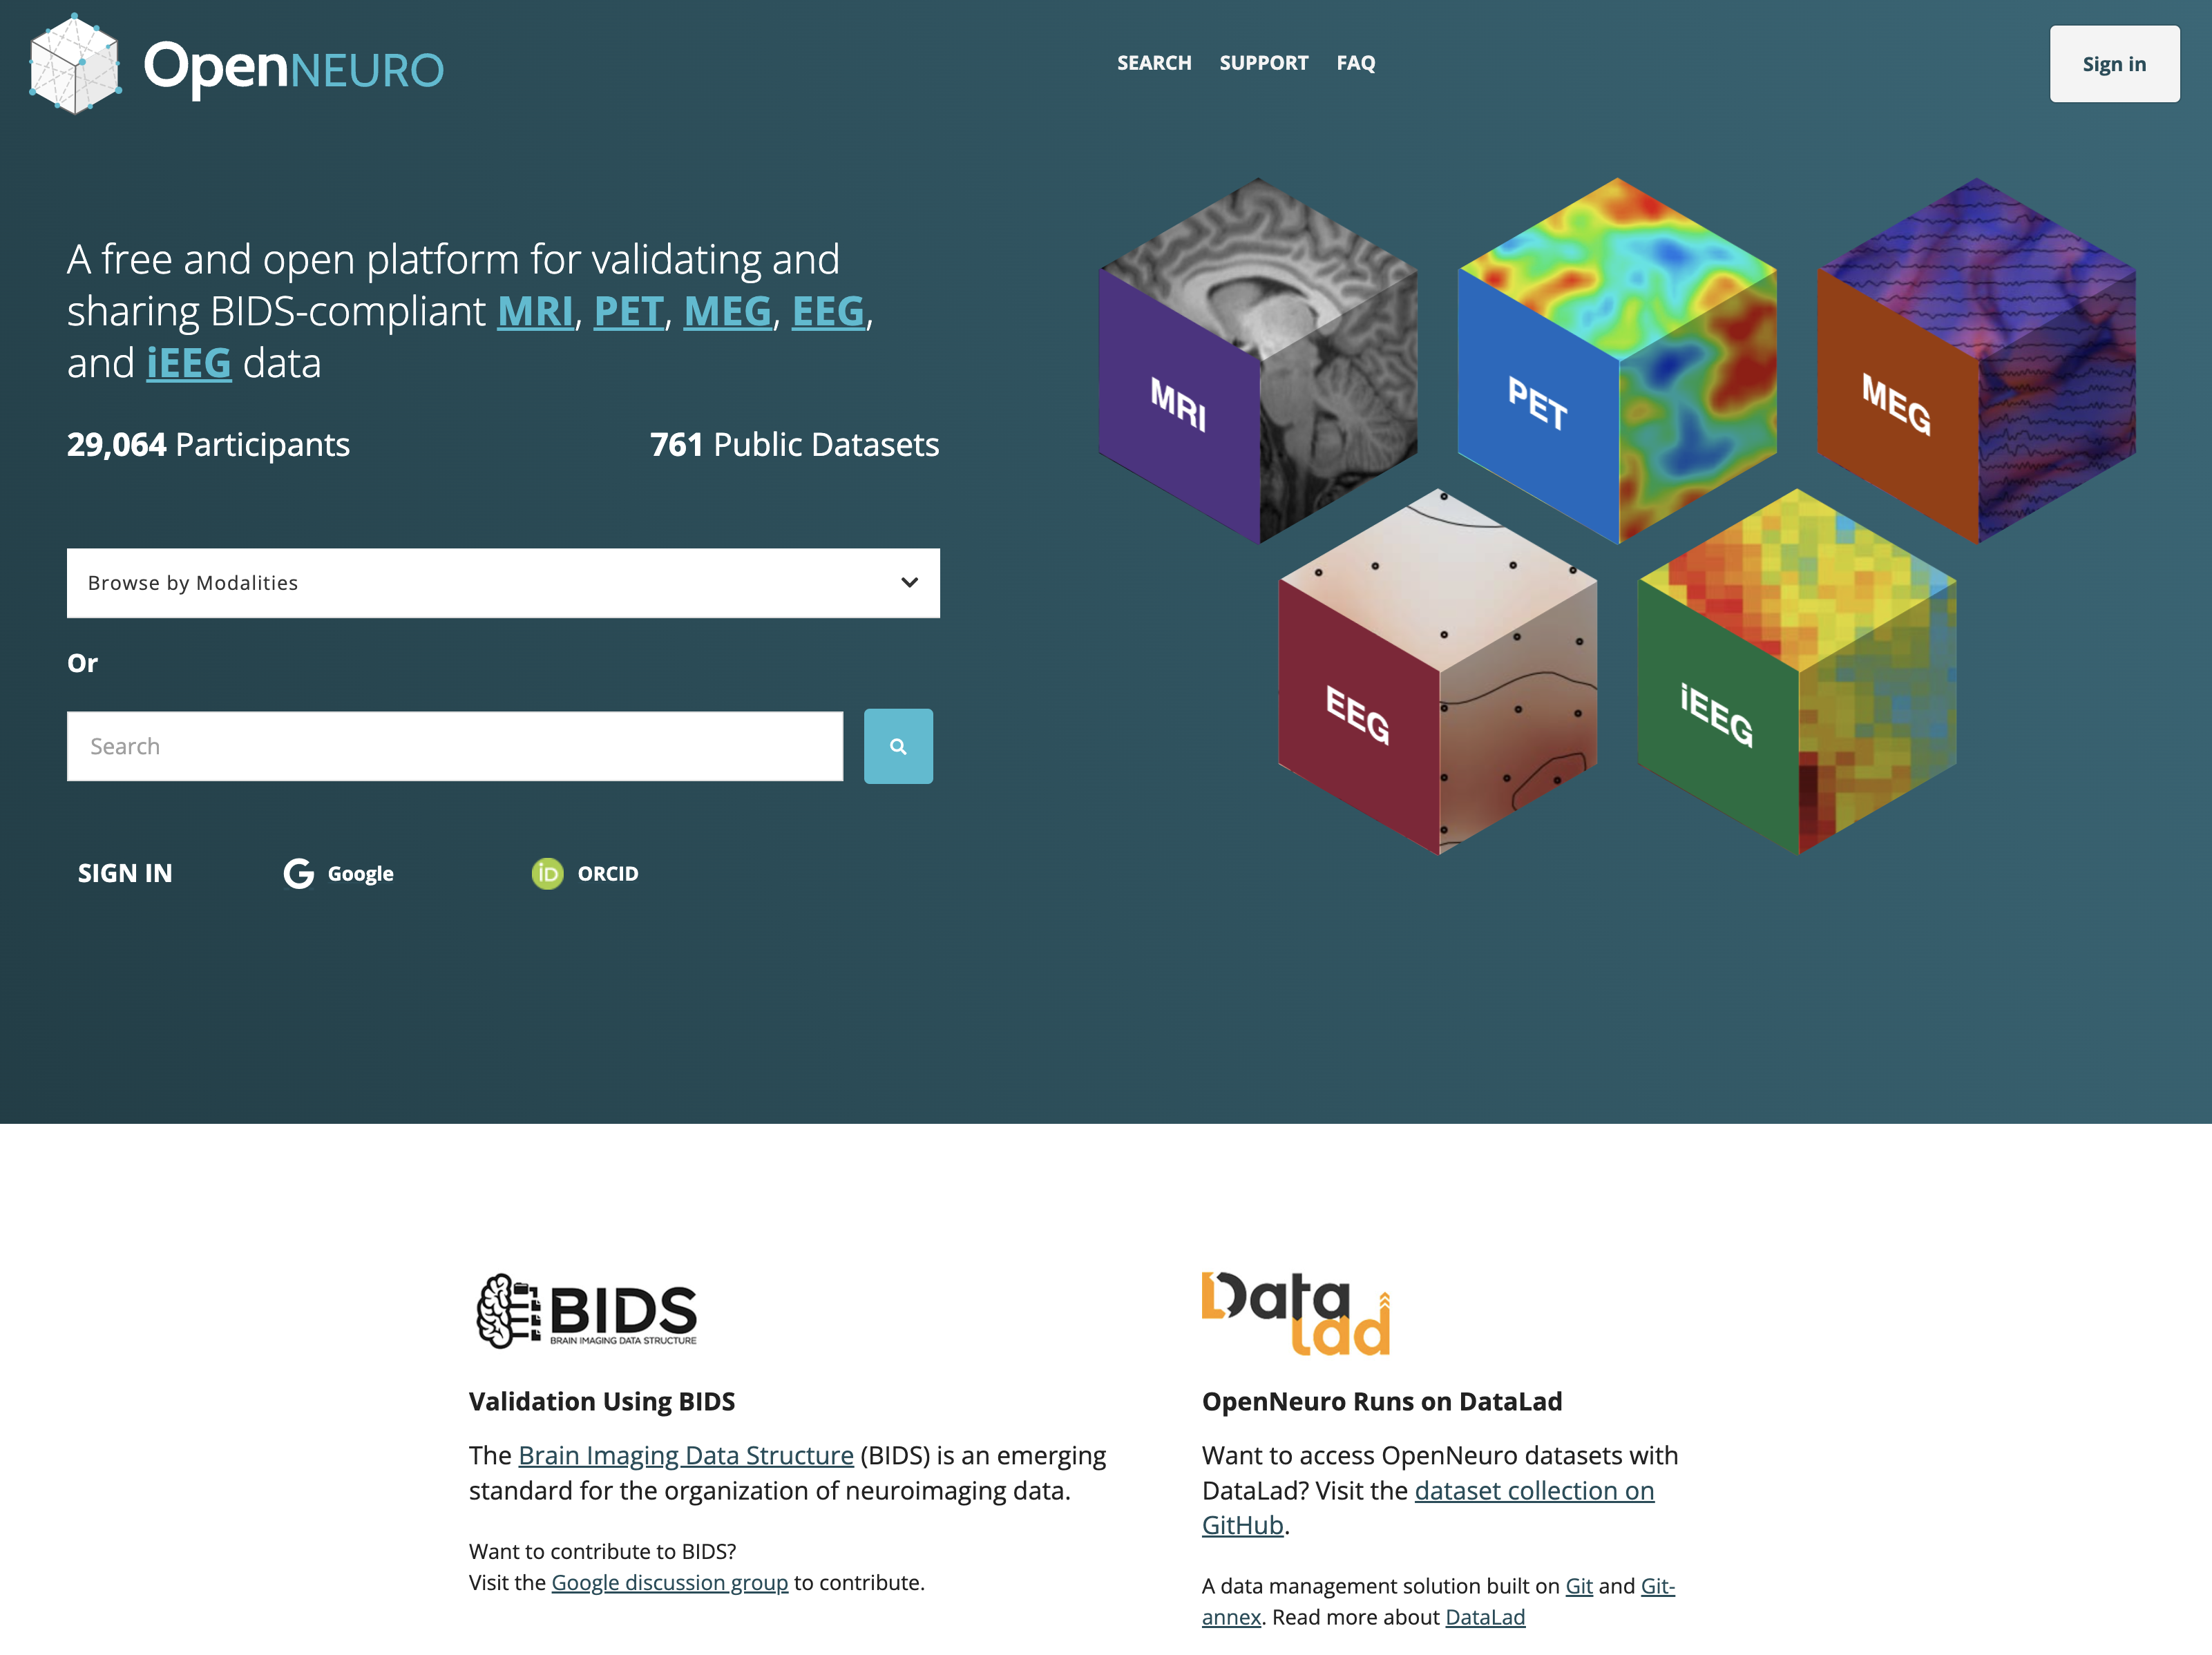 OpenNEURO
SEARCH SUPPORT FAQ
Sign in
A free and open platform for validating and
sharing BIDS-compliant MRI, PET, MEG, EEG,
and iEEG data
29,064 Participants
761 Public Datasets
Browse by Modalities
Or
Search
SIGN IN
Google
iD ORCID
MRI
PET
MEG
EEG
iEEG
BIDS
BRAIN IMAGING DATA STRUCTURE
Validation Using BIDS
The Brain Imaging Data Structure (BIDS) is an emerging
standard for the organization of neuroimaging data.
Want to contribute to BIDS?
Visit the Google discussion group to contribute.
Data
lad
OpenNeuro Runs on DataLad
Want to access OpenNeuro datasets with
DataLad? Visit the dataset collection on
GitHub.
A data management solution built on Git and Git-
annex. Read more about DataLad